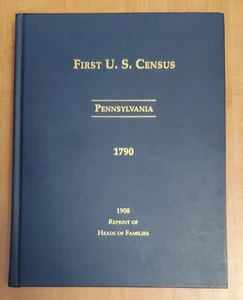 First U. S. Census
Pennsylvania
1790
1908
Reprint of
Heads of Families